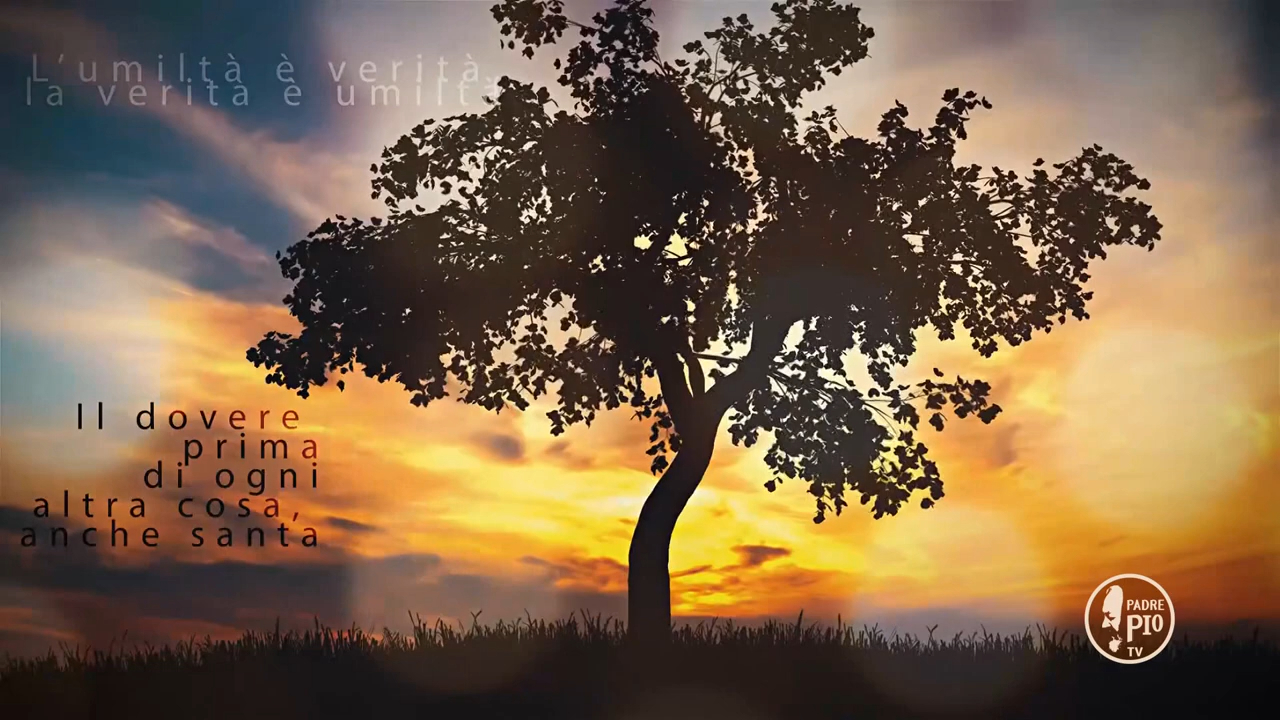 L'umiltà è verità,
la verità è umiltà
Il dovere
prima
di ogni
altra cosa,
anche santa
PADRE
PIO
TV